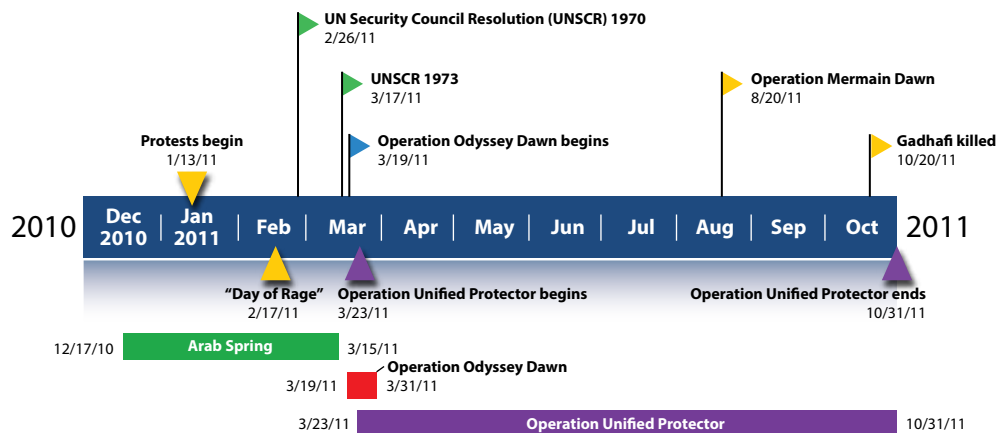 UN Security Council Resolution (UNSCR) 1970
2/26/11
UNSCR 1973
3/17/11
Operation Mermain Dawn
8/20/11
Protests begin
1/13/11
Operation Odyssey Dawn begins
3/19/11
Gadhafi killed
10/20/11
2010
Dec
2010
Jan
2011
Feb
Mar
Apr
May
Jun
Jul
Aug
Sep
Oct
2011
“Day of Rage”
2/17/11
Operation Unified Protector begins
3/23/11
Operation Unified Protector ends
10/31/11
12/17/10
Arab Spring
3/15/11
Operation Odyssey Dawn
3/19/11
3/31/11
3/23/11
Operation Unified Protector
10/31/11